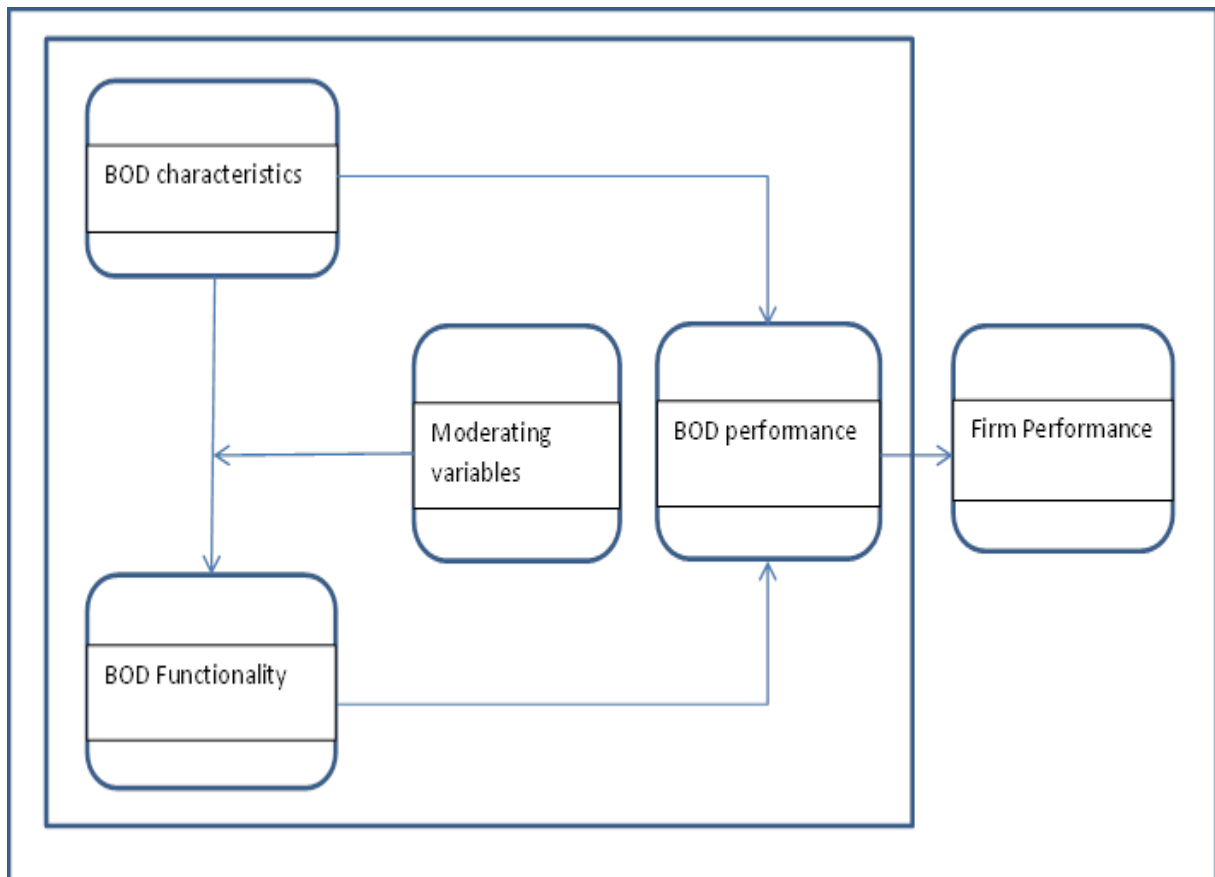 BOD characteristics
Moderating
variables
BOD performance
Firm Performance
BOD Functionality